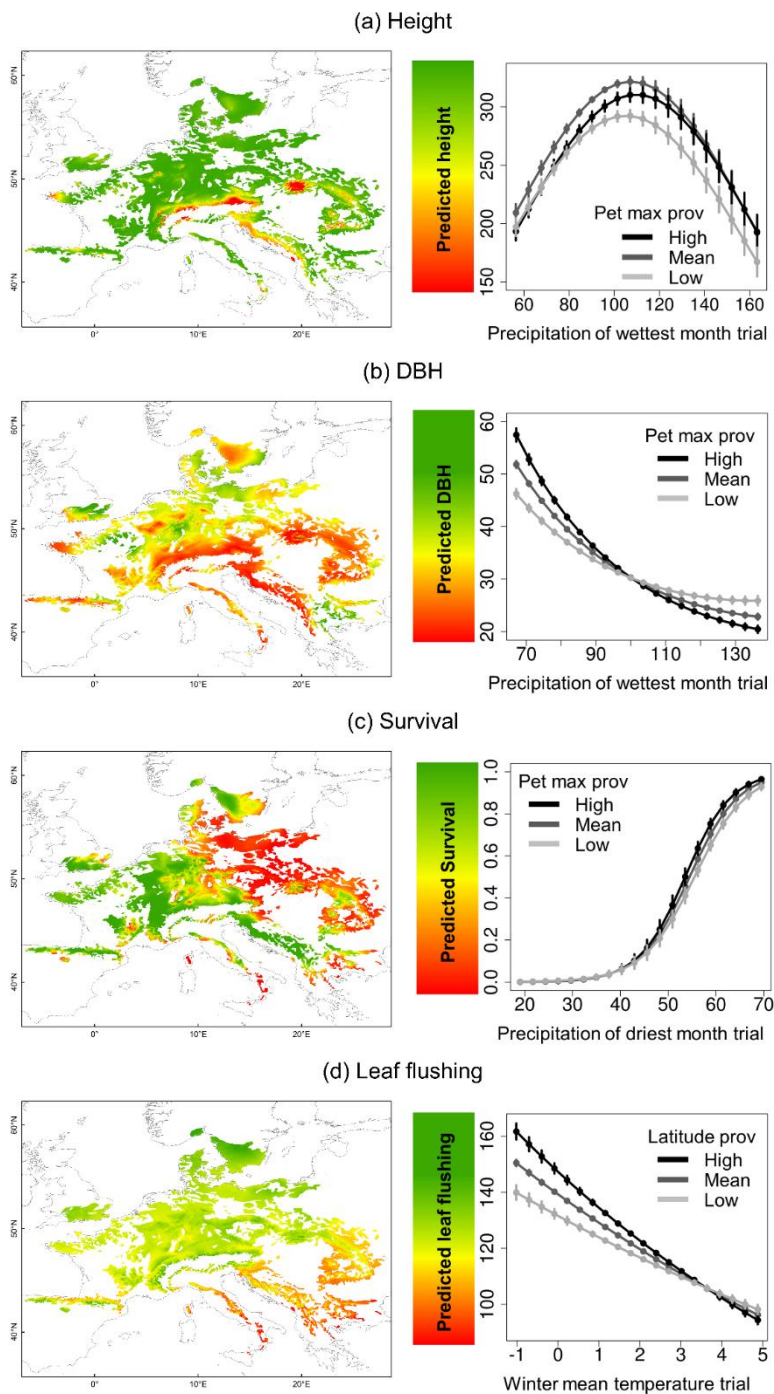 (a) Height
60°N
50°N
40°N
0°
10°E
20°E
Predicted height
300
250
200
150
Pet max prov
High
Mean
Low
60 80 100 120 140 160
Precipitation of wettest month trial
(b) DBH
60°N
50°N
40°N
0°
10°E
20°E
Predicted DBH
60
50
40
30
20
Pet max prov
High
Mean
Low
70 90 110 130
Precipitation of wettest month trial
(c) Survival
60°N
50°N
40°N
0°
10°E
20°E
Predicted Survival
1.0
0.8
0.6
0.4
0.2
0.0
Pet max prov
High
Mean
Low
20 30 40 50 60 70
Precipitation of driest month trial
(d) Leaf flushing
60°N
50°N
40°N
0°
10°E
20°E
Predicted leaf flushing
160
140
120
100
Latitude prov
High
Mean
Low
-1 0 1 2 3 4 5
Winter mean temperature trial